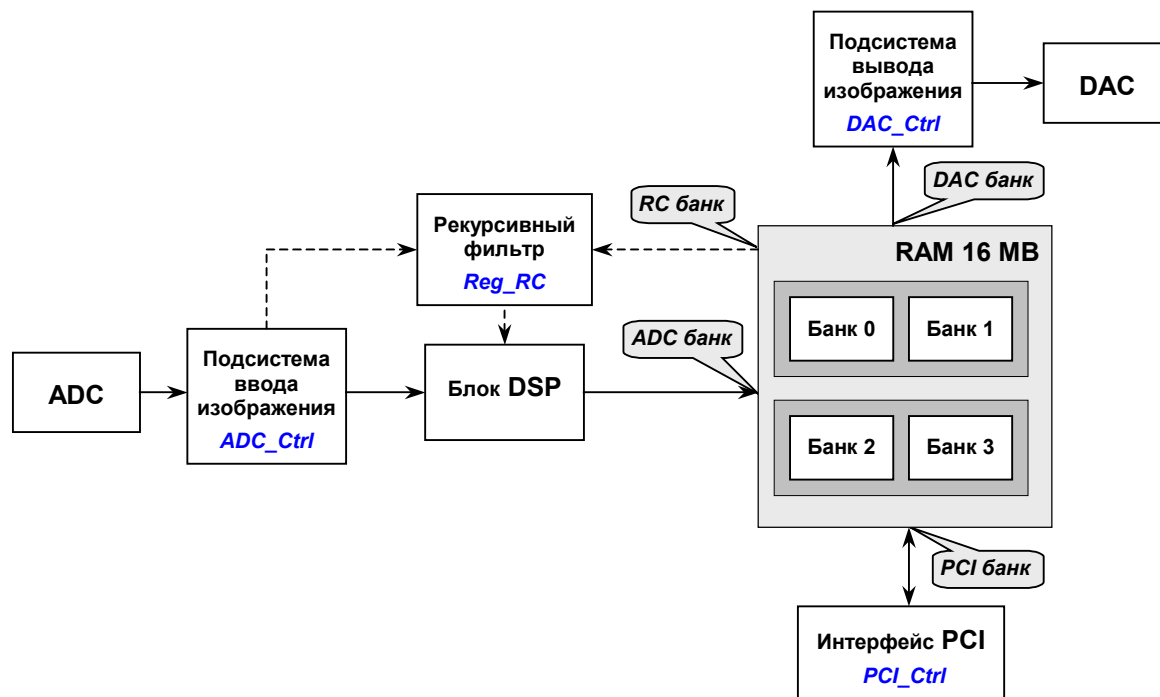 Подсистема
вывода
изображения
DAC_Ctrl
DAC
DAC банк
RC банк
Рекурсивный
фильтр
Reg_RC
RAM 16 MB
Банк 0
Банк 1
ADC банк
ADC
Подсистема
ввода
изображения
ADC_Ctrl
Блок DSP
Банк 2
Банк 3
PCI банк
Интерфейс PCI
PCI_Ctrl